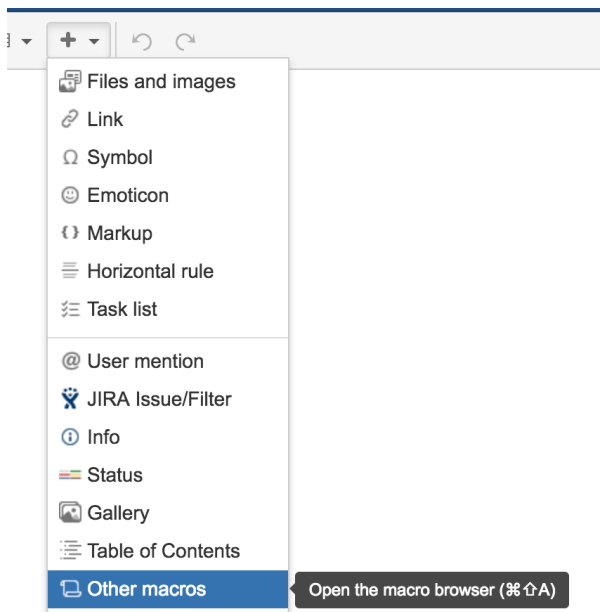 Files and images
Link
Symbol
Emoticon
Markup
Horizontal rule
Task list
User mention
JIRA Issue/Filter
Info
Status
Gallery
Table of Contents
Other macros
Open the macro browser (⌘⇧A)